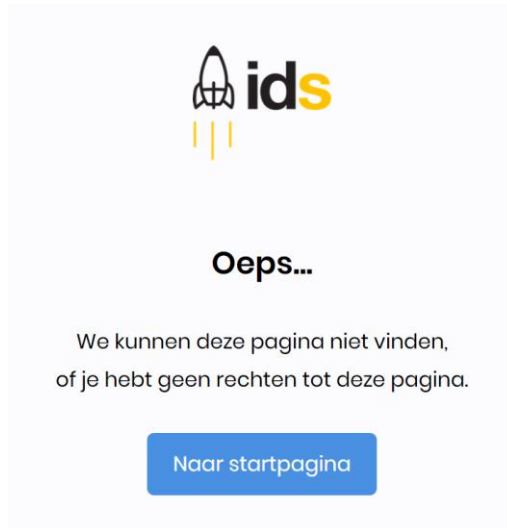 ids
Oeps...
We kunnen deze pagina niet vinden,
of je hebt geen rechten tot deze pagina.
Naar startpagina